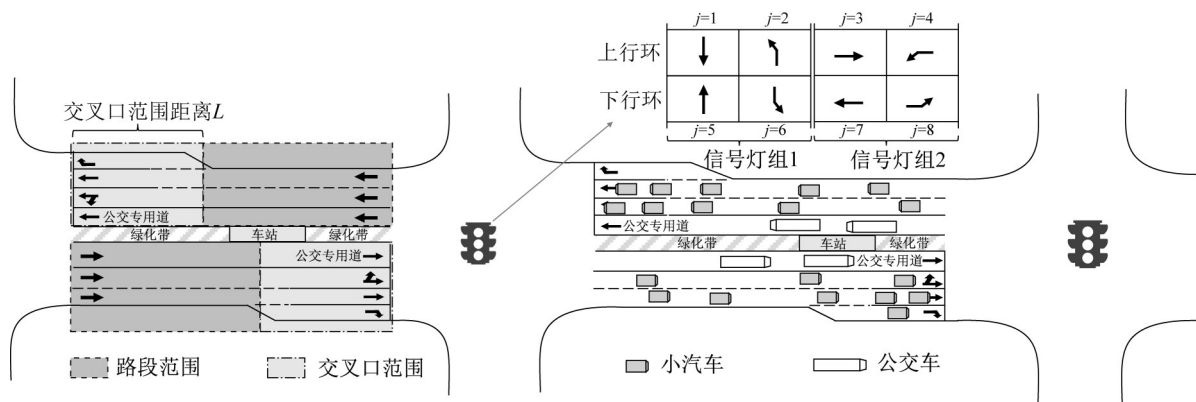 j=1 j=2 j=3 j=4
上行环
下行环
j=5 j=6 j=7 j=8
信号灯组1 信号灯组2
交叉口范围距离L
公交专用道
绿化带 车站 绿化带
公交专用道
公交专用道
绿化带 车站 绿化带
公交专用道
路段范围 交叉口范围 小汽车 公交车